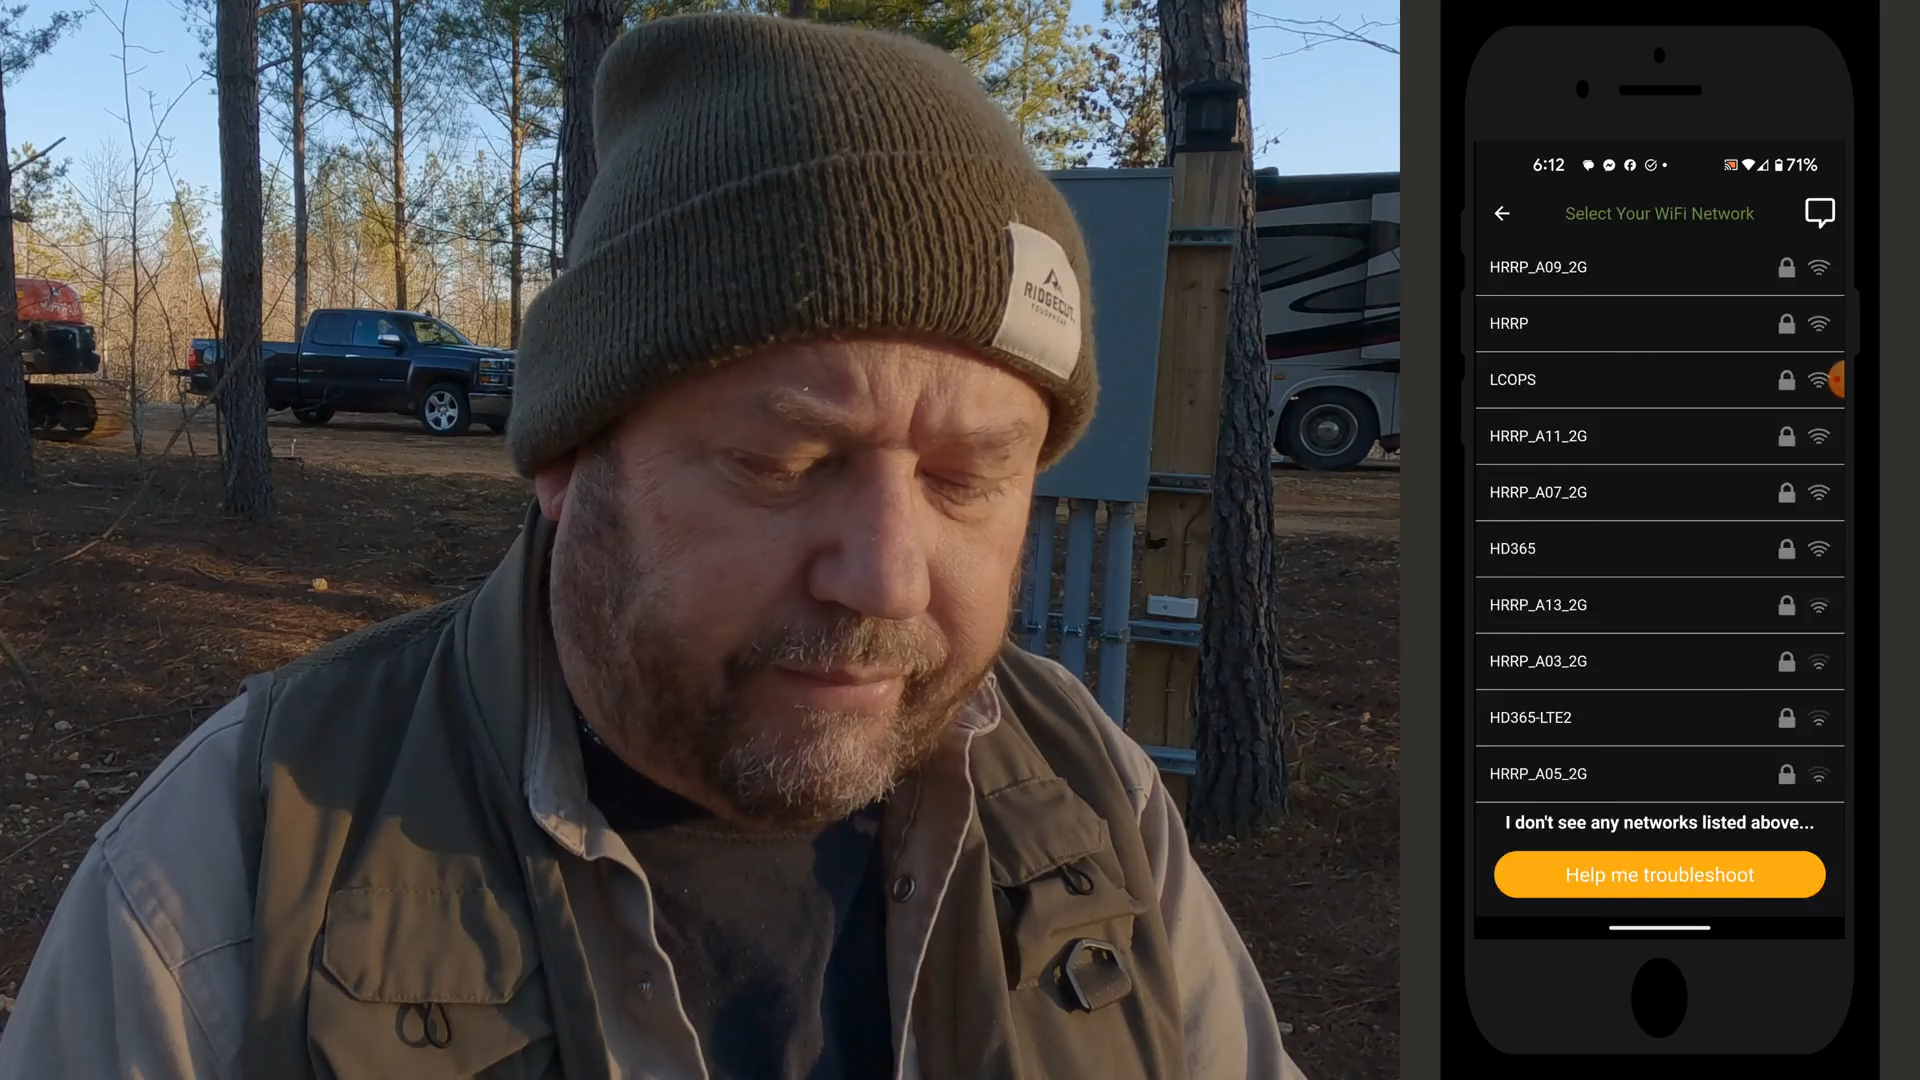 RIDGECUT
6:12
71%
Select Your WiFi Network
HRRP_A09_2G
HRRP
LCOPS
HRRP_A11_2G
HRRP_A07_2G
HD365
HRRP_A13_2G
HRRP_A03_2G
HD365-LTE2
HRRP_A05_2G
I don't see any networks listed above...
Help me troubleshoot